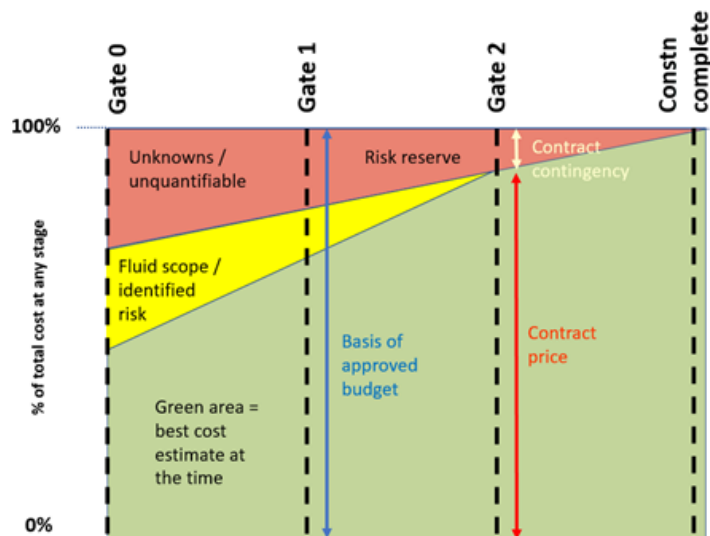 Gate 0
Gate 1
Gate 2
Constn
complete
100%
Unknowns /
unquantifiable
Risk reserve
Contract
contingency
Fluid scope /
identified
risk
% of total cost at any stage
Basis of
approved
budget
Contract
price
Green area =
best cost
estimate at
the time
0%